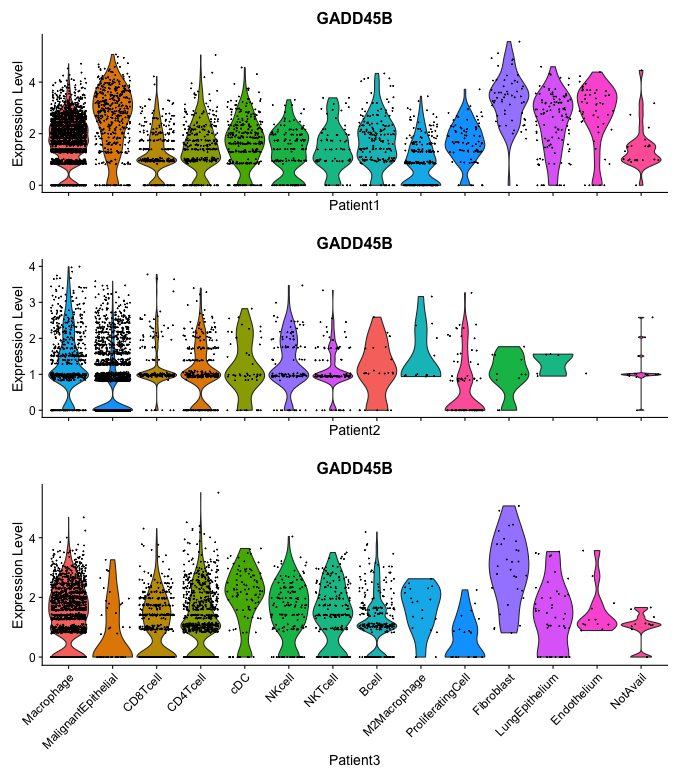 GADD45B
Expression Level
4
2
0
Patient1
GADD45B
Expression Level
4
3
2
1
0
Patient2
GADD45B
Expression Level
4
2
0
Macrophage
MalignantEpithelial
CD8Tcell
CD4Tcell
cDC
NKcell
NKTcell
Bcell
M2Macrophage
ProliferatingCell
Fibroblast
LungEpithelium
Endothelium
NotAvail
Patient3